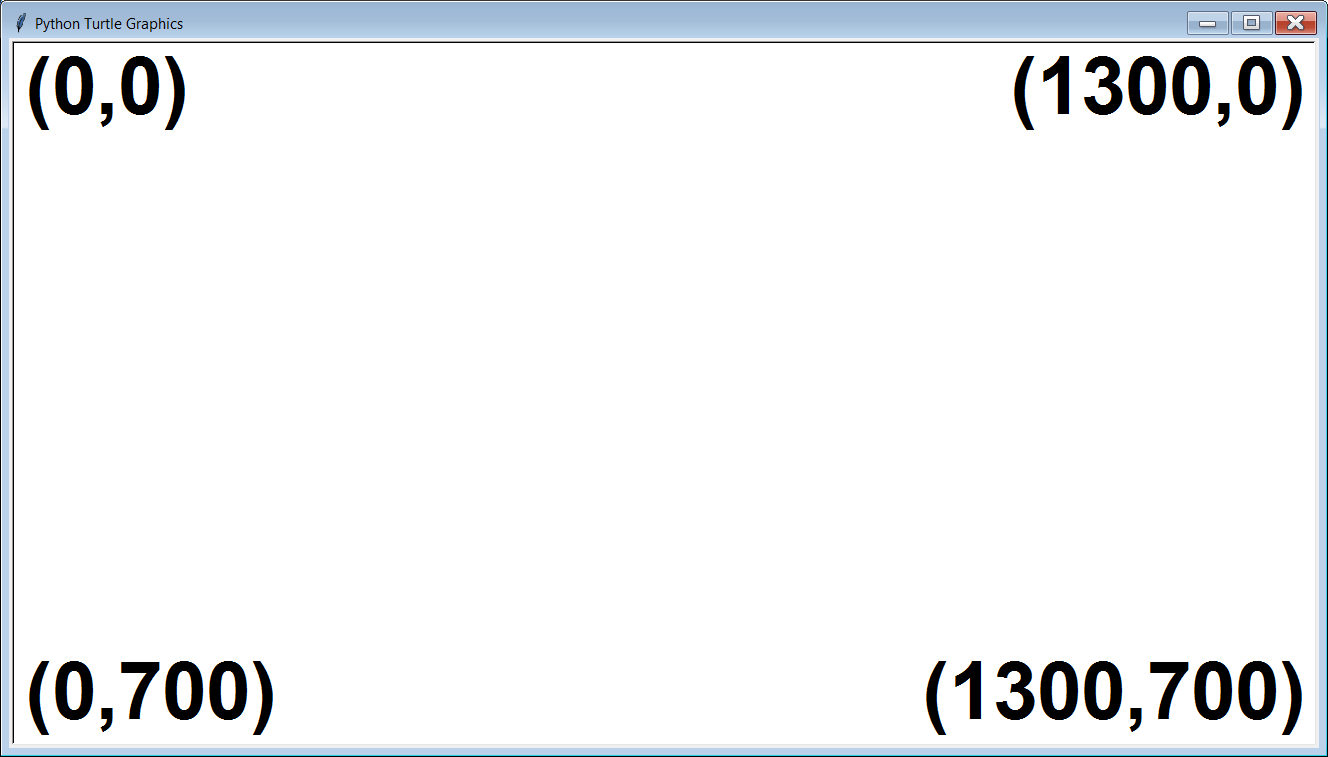 Python Turtle Graphics
(0,0) (1300,0)
(0,700) (1300,700)